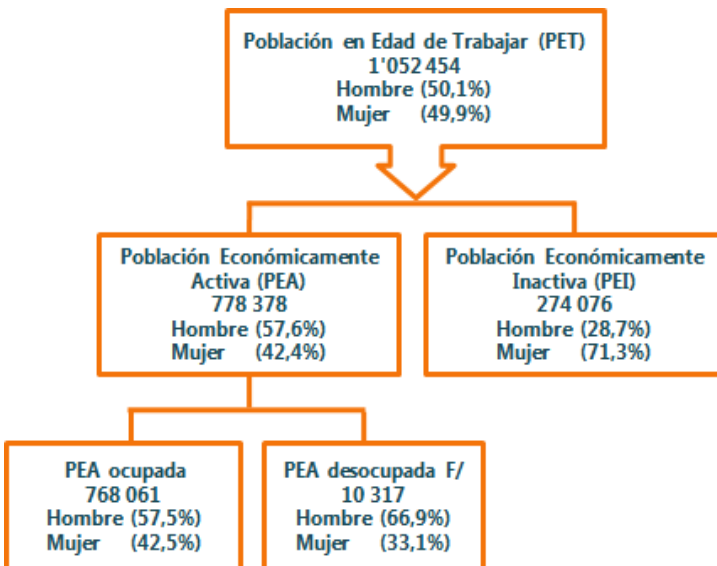 Población en Edad de Trabajar (PET)
1'052 454
Hombre (50,1%)
Mujer (49,9%)
Población Económicamente
Activa (PEA)
778 378
Hombre (57,6%)
Mujer (42,4%)
Población Económicamente
Inactiva (PEI)
274 076
Hombre (28,7%)
Mujer (71,3%)
PEA ocupada
768 061
Hombre (57,5%)
Mujer (42,5%)
PEA desocupada F/
10 317
Hombre (66,9%)
Mujer (33,1%)